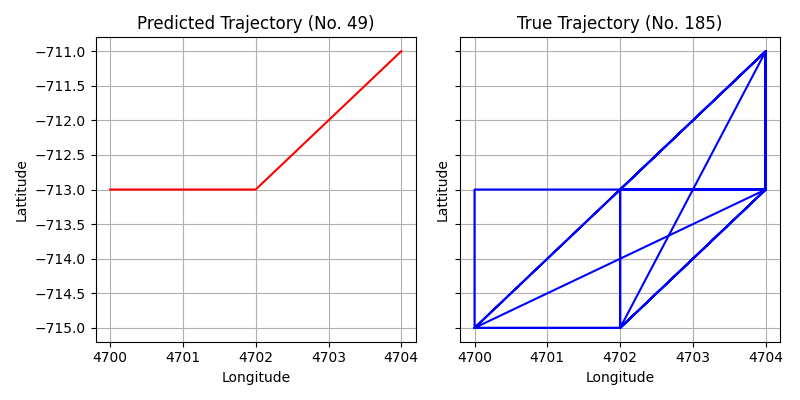 Predicted Trajectory (No. 49)
−711.0
−711.5
−712.0
−712.5
−713.0
−713.5
−714.0
−714.5
−715.0
Lattitude
4700 4701 4702 4703 4704
Longitude
True Trajectory (No. 185)
Lattitude
4700 4701 4702 4703 4704
Longitude